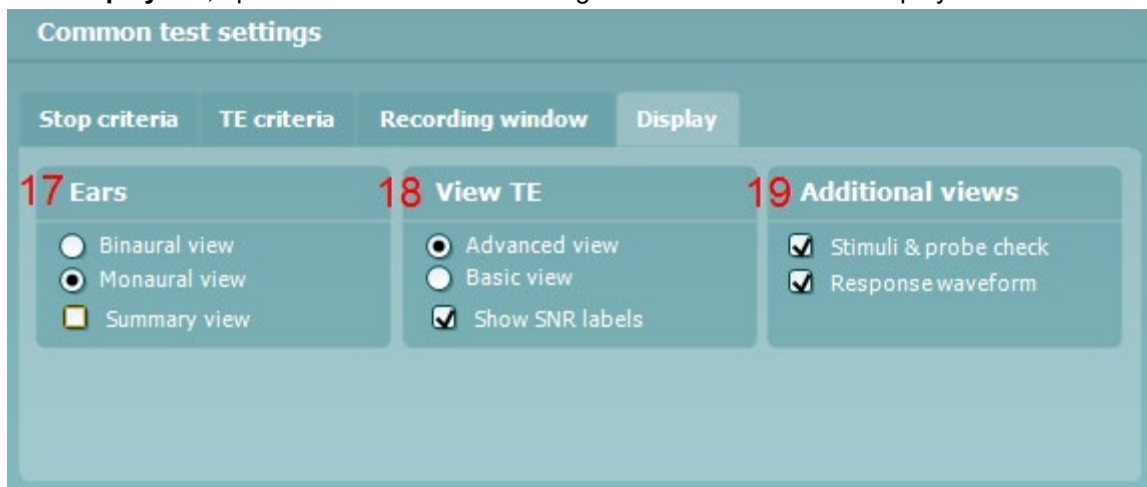 Common test settings
Stop criteria
TE criteria
Recording window
Display
17 Ears
Binaural view
Monaural view
Summary view
18 View TE
Advanced view
Basic view
Show SNR labels
19 Additional views
Stimuli & probe check
Response waveform